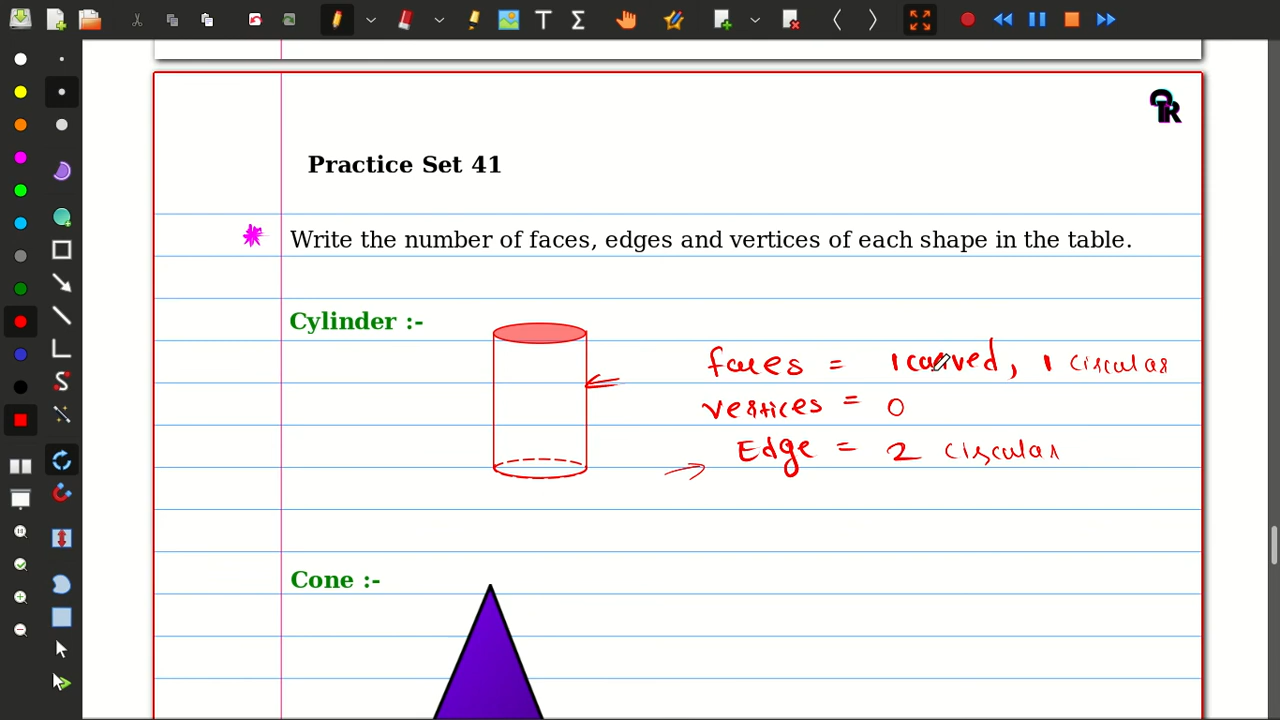 Practice Set 41
Write the number of faces, edges and vertices of each shape in the table.
Cylinder :-
faces = 1 curved, 1 circular
vertices = 0
Edge = 2 circular
Cone :-